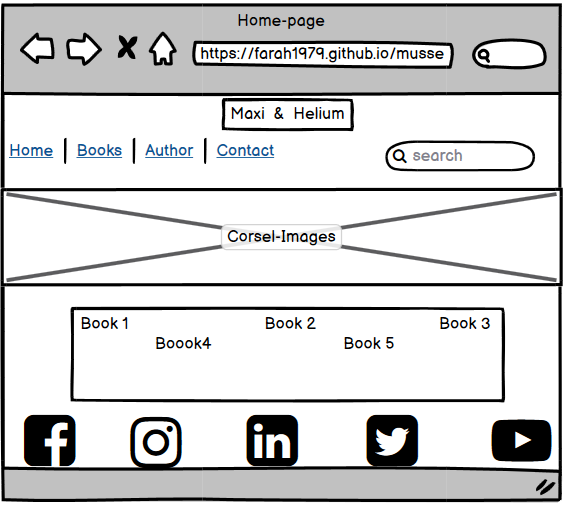 Home-page
https://farah1979.github.io/musse
Maxi & Helium
Home | Books | Author | Contact
search
Corsel-Images
Book 1 Book 2 Book 3
Boook4 Book 5